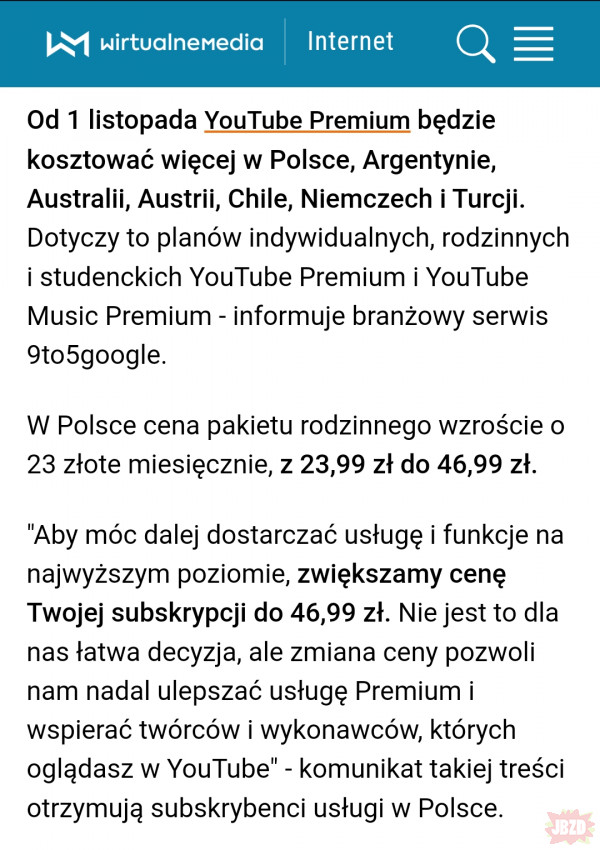 wirtualnemedia Internet
Od 1 listopada YouTube Premium będzie
kosztować więcej w Polsce, Argentynie,
Australii, Austrii, Chile, Niemczech i Turcji.
Dotyczy to planów indywidualnych, rodzinnych
i studenckich YouTube Premium i YouTube
Music Premium - informuje branżowy serwis
9to5google.
W Polsce cena pakietu rodzinnego wzroście o
23 złote miesięcznie, z 23,99 zł do 46,99 zł.
"Aby móc dalej dostarczać usługę i funkcje na
najwyższym poziomie, zwiększamy cenę
Twojej subskrypcji do 46,99 zł. Nie jest to dla
nas łatwa decyzja, ale zmiana ceny pozwoli
nam nadal ulepszać usługę Premium i
wspierać twórców i wykonawców, których
oglądasz w YouTube" - komunikat takiej treści
otrzymują subskrybenci usługi w Polsce.
JBZD